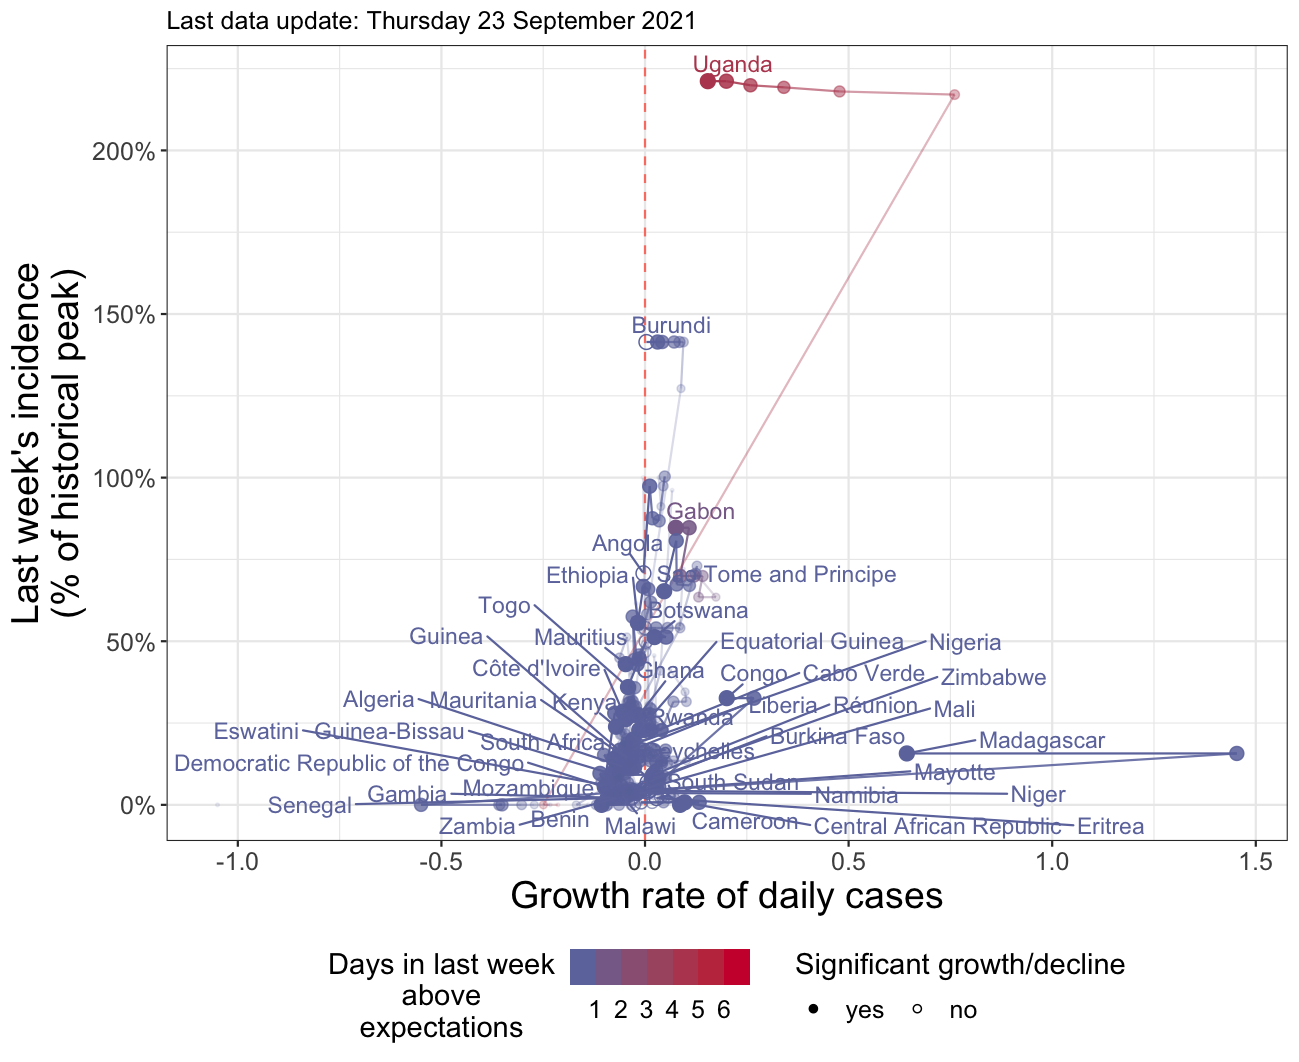 Last data update: Thursday 23 September 2021
Uganda
200%
150%
Burundi
100%
Gabon
Angola
Ethiopia
Sao Tome and Principe
Togo
Botswana
Guinea
Mauritius
Equatorial Guinea
Nigeria
50%
Côte d'Ivoire
Ghana
Congo
Cabo Verde
Zimbabwe
Algeria
Mauritania
Kenya
Liberia
Réunion
Mali
Rwanda
Eswatini
Guinea-Bissau
South Africa
Burkina Faso
Madagascar
Seychelles
Democratic Republic of the Congo
Mayotte
South Sudan
Gambia
Mozambique
Namibia
Niger
0%
Senegal
Zambia
Benin
Malawi
Cameroon
Central African Republic
Eritrea
-1.0
-0.5
0.0
0.5
1.0
1.5
Last week's incidence
(% of historical peak)
Growth rate of daily cases
Days in last week
above
expectations
1 2 3 4 5 6
Significant growth/decline
yes
no